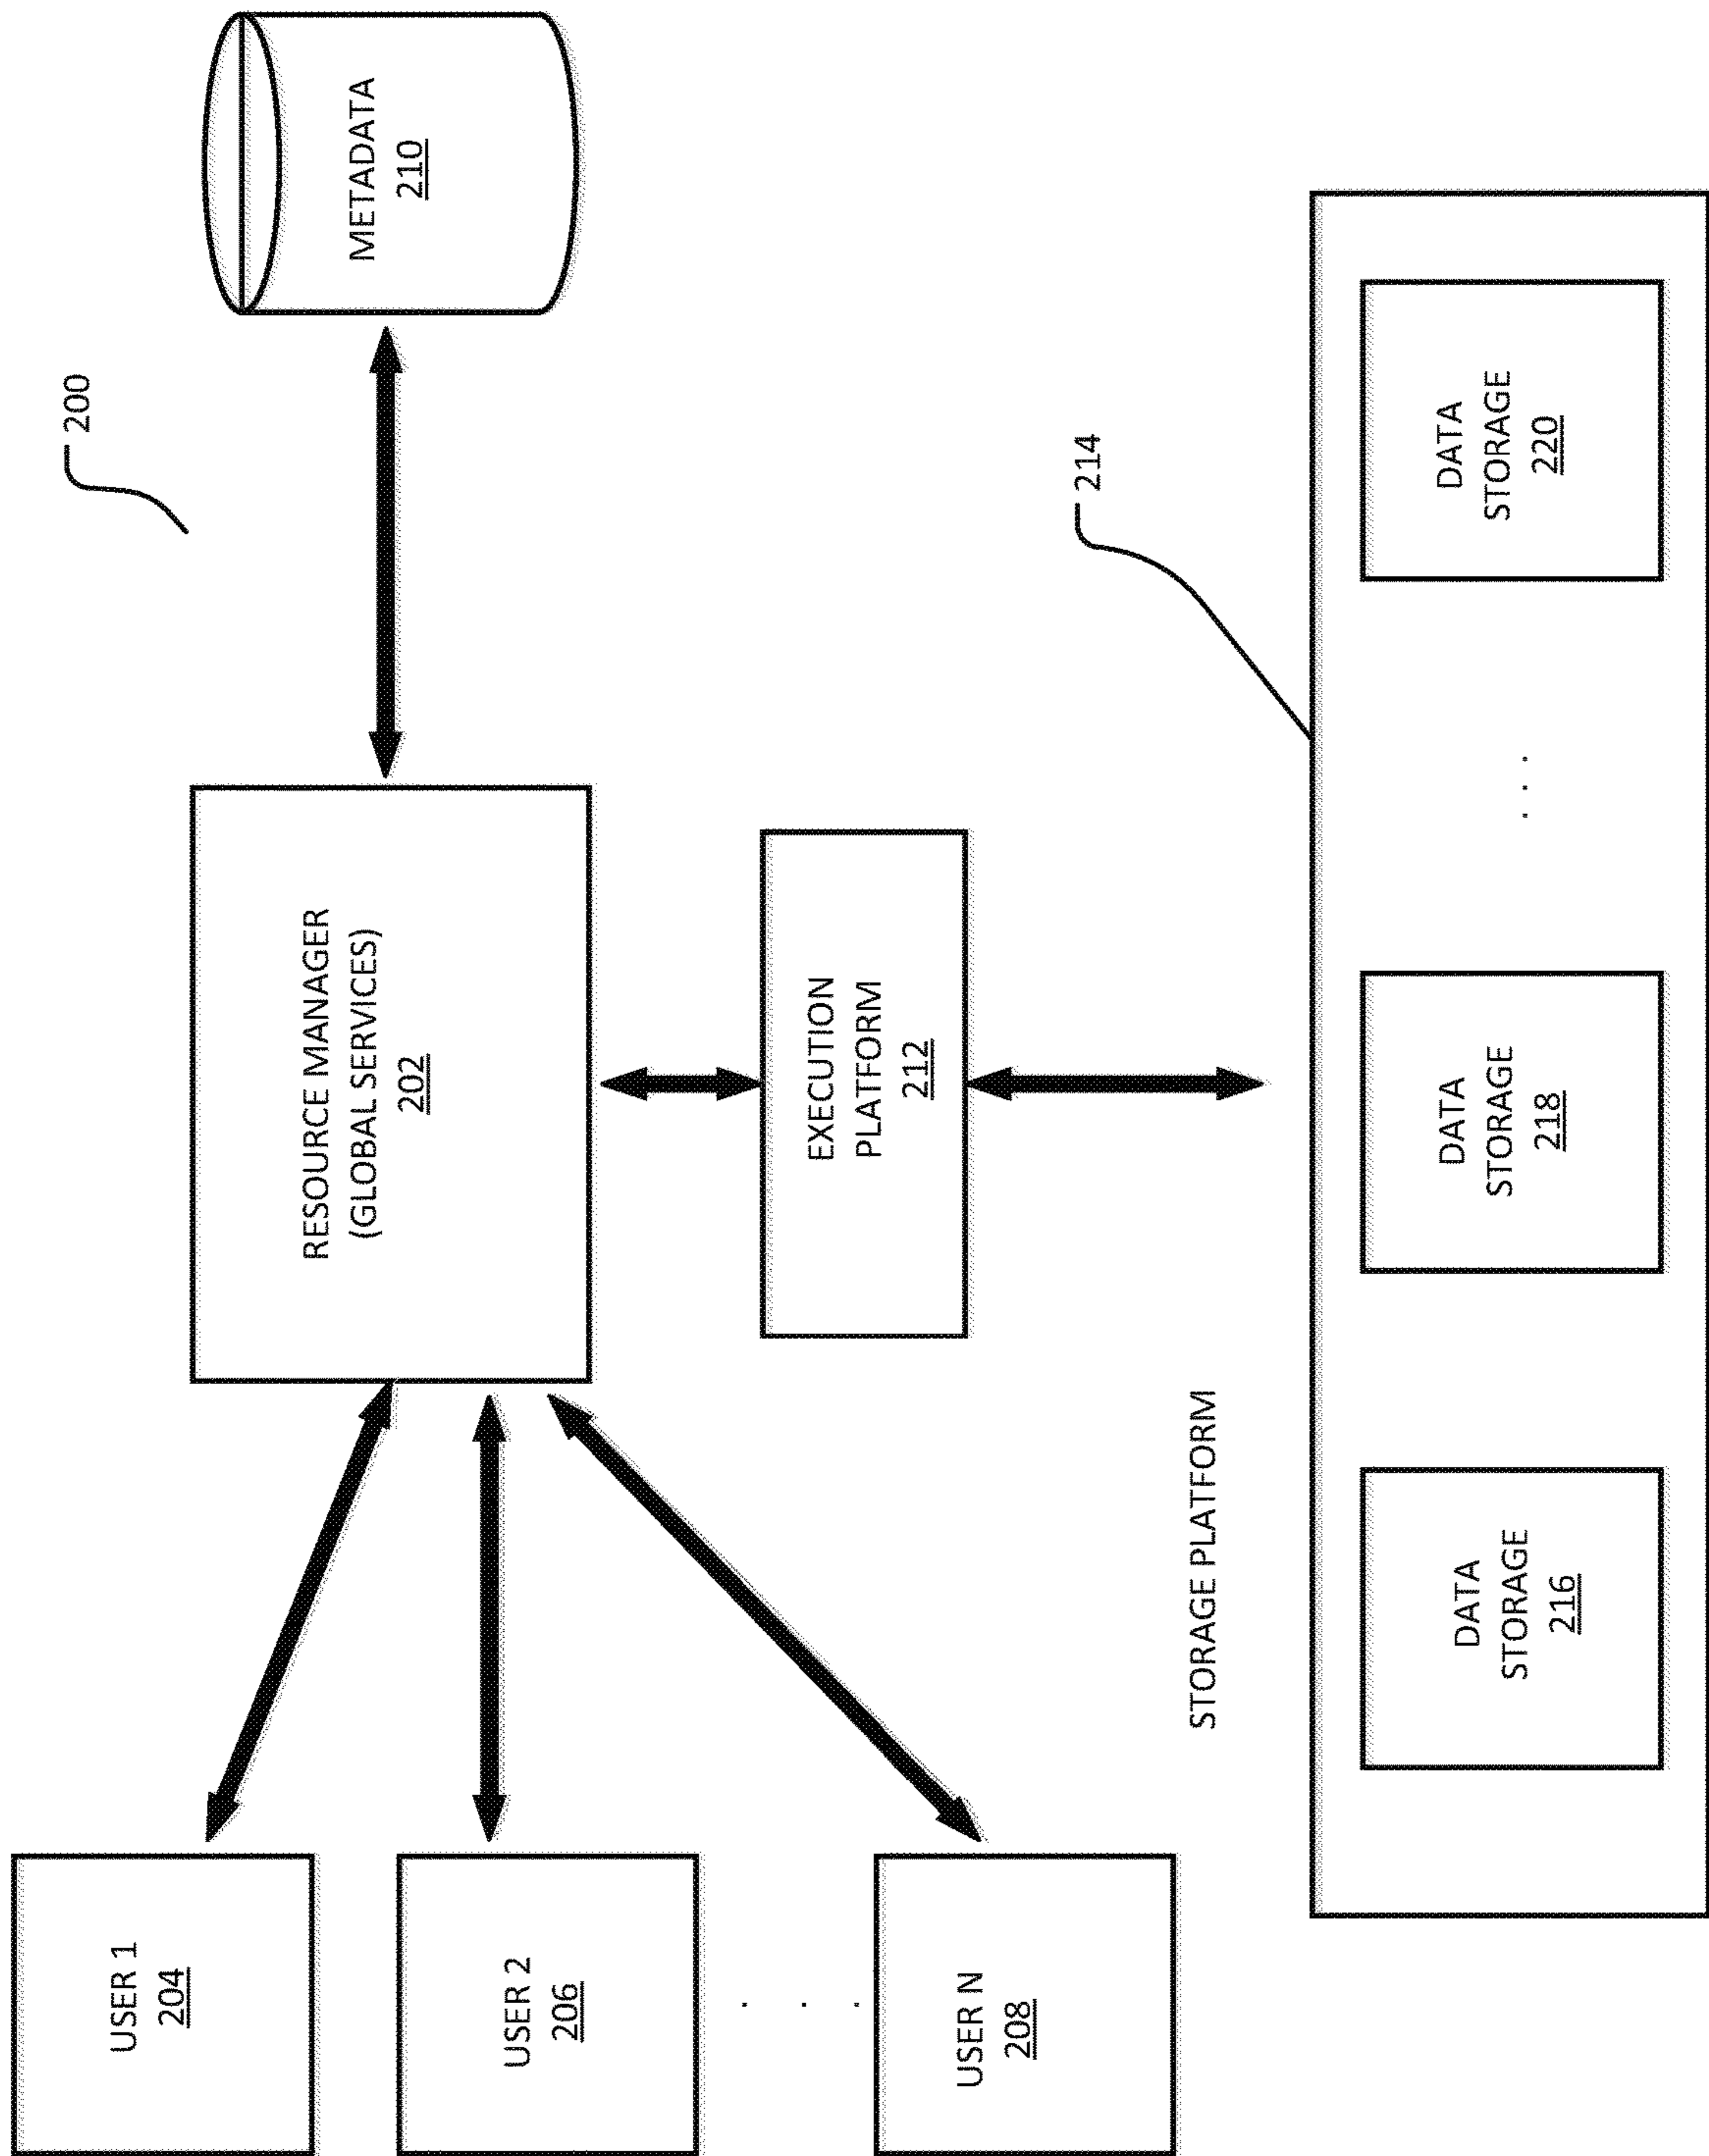 200
USER 1
204
USER 2
206
. . .
USER N
208
RESOURCE MANAGER
(GLOBAL SERVICES)
202
METADATA
210
EXECUTION
PLATFORM
212
STORAGE PLATFORM
214
DATA
STORAGE
216
DATA
STORAGE
218
. . .
DATA
STORAGE
220